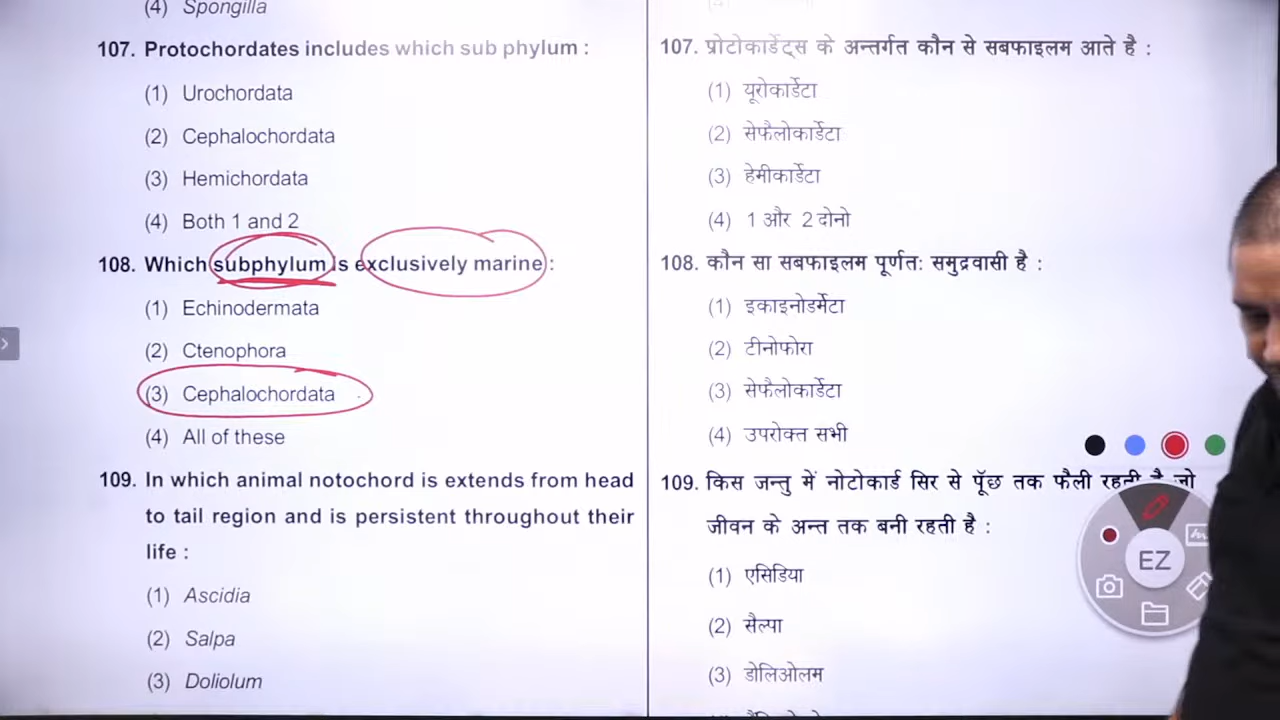 (4) Spongilla
107. Protochordates includes which sub phylum :
(1) Urochordata
(2) Cephalochordata
(3) Hemichordata
(4) Both 1 and 2
108. Which subphylum is exclusively marine :
(1) Echinodermata
(2) Ctenophora
(3) Cephalochordata
(4) All of these
109. In which animal notochord is extends from head
to tail region and is persistent throughout their
life :
(1) Ascidia
(2) Salpa
(3) Doliolum
107. प्रोटोकार्डेट्स के अन्तर्गत कौन से सबफाइलम आते है :
(1) यूरोकार्डेटा
(2) सेफैलोकार्डेटा
(3) हेमीकार्डेटा
(4) 1 और 2 दोनो
108. कौन सा सबफाइलम पूर्णतः समुद्रवासी है :
(1) इकाइनोडर्मेटा
(2) टीनोफोरा
(3) सेफैलोकार्डेटा
(4) उपरोक्त सभी
109. किस जन्तु में नोटोकार्ड सिर से पूँछ तक फैली रहती है जो
जीवन के अन्त तक बनी रहती है :
(1) एसिडिया
(2) सैल्पा
(3) डोलिओलम
EZ